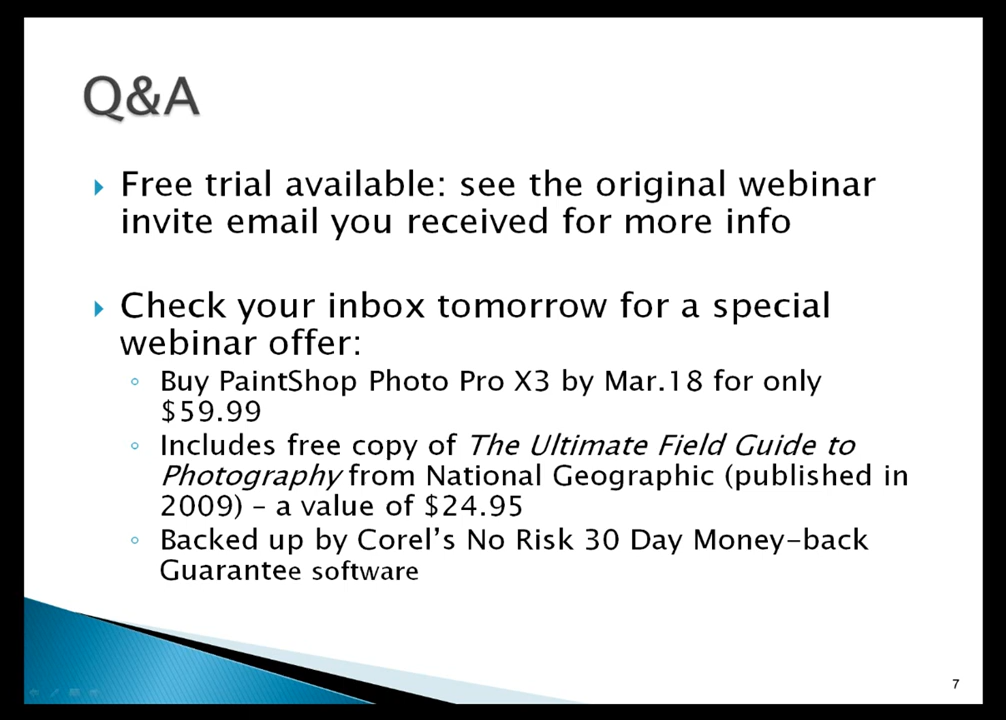 Q&A
Free trial available: see the original webinar
invite email you received for more info
Check your inbox tomorrow for a special
webinar offer:
Buy PaintShop Photo Pro X3 by Mar.18 for only
$59.99
Includes free copy of The Ultimate Field Guide to
Photography from National Geographic (published in
2009) – a value of $24.95
Backed up by Corel's No Risk 30 Day Money-back
Guarantee software
7